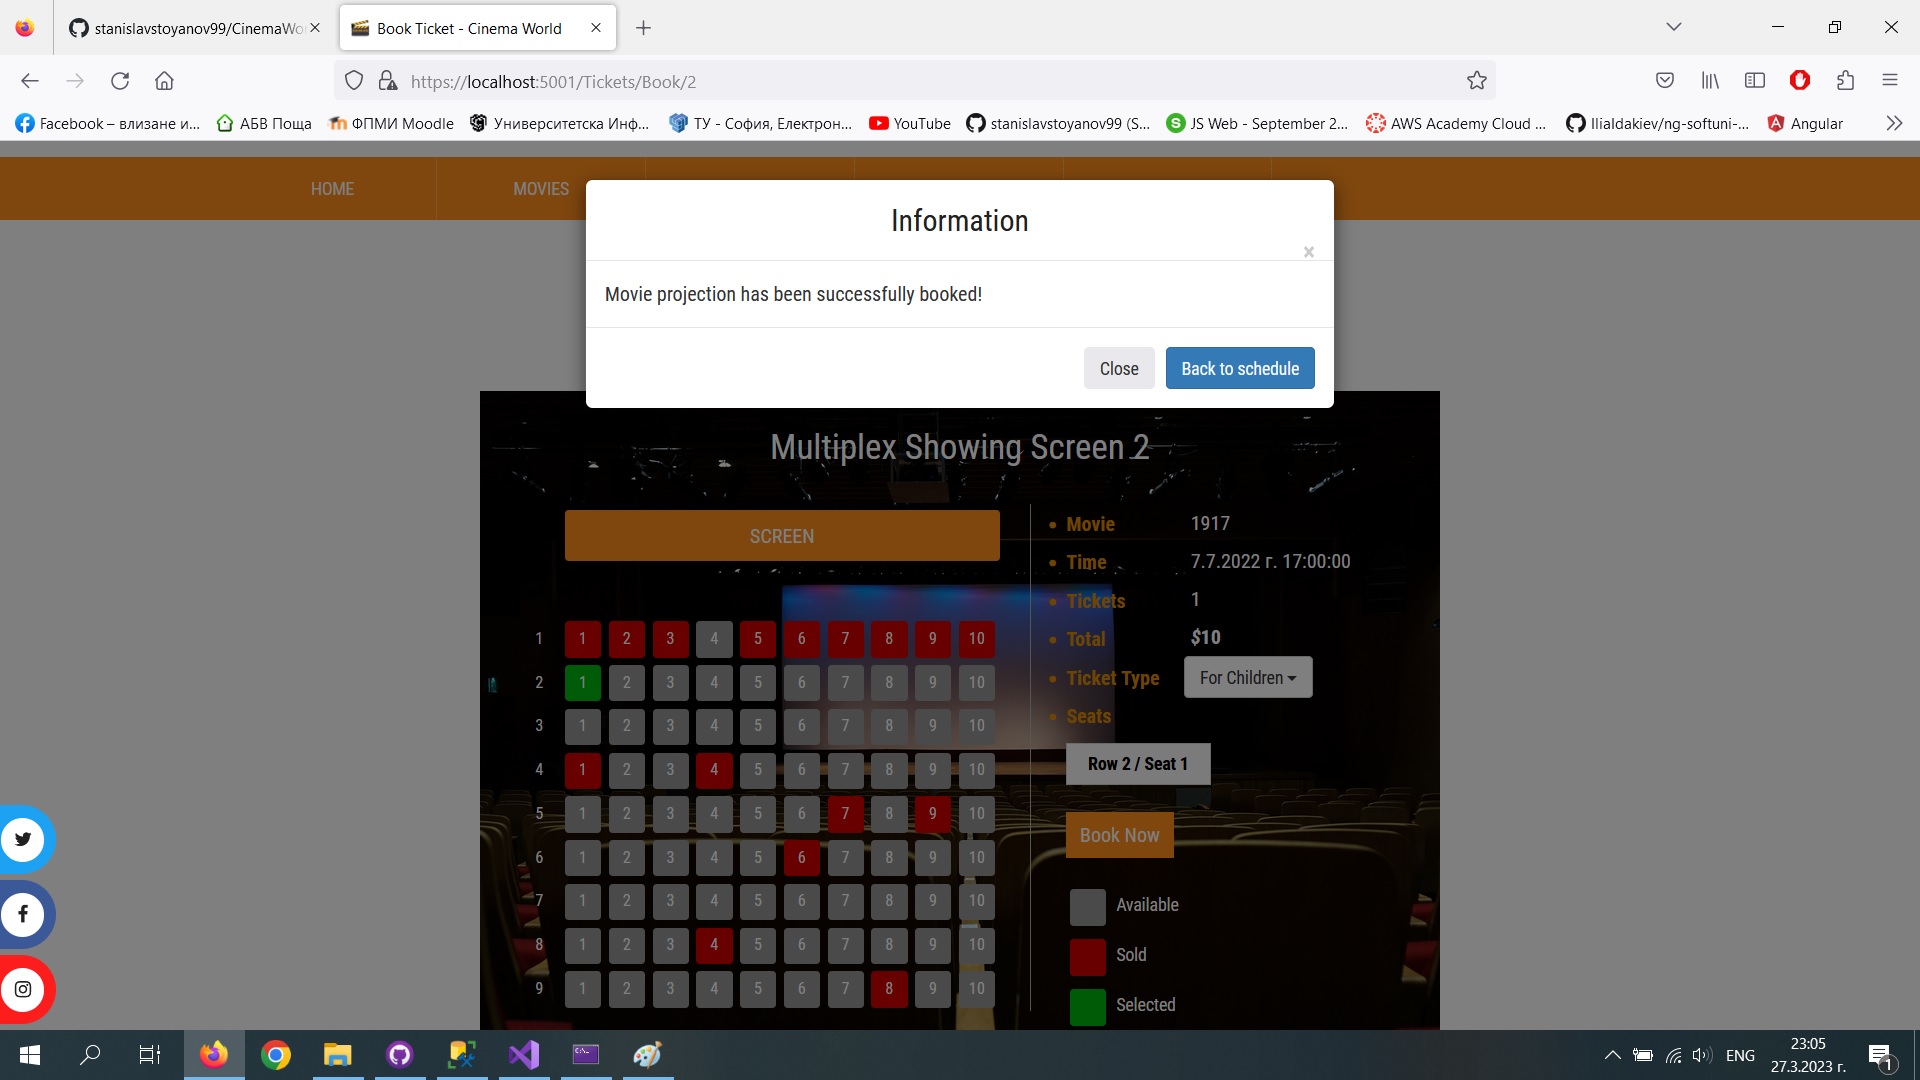 stanislavstoyanov99/CinemaWo
Book Ticket - Cinema World
https://localhost:5001/Tickets/Book/2
Facebook – влизане и...
АБВ Поща
ФПМИ Moodle
Университетска Инф...
ТУ - София, Електрон...
YouTube
stanislavstoyanov99 (S...
JS Web - September 2...
AWS Academy Cloud ...
IliaIdakiev/ng-softuni-...
Angular
HOME
MOVIES
Information
×
Movie projection has been successfully booked!
Close
Back to schedule
Multiplex Showing Screen 2
SCREEN
1 1 2 3 4 5 6 7 8 9 10
2 1 2 3 4 5 6 7 8 9 10
3 1 2 3 4 5 6 7 8 9 10
4 1 2 3 4 5 6 7 8 9 10
5 1 2 3 4 5 6 7 8 9 10
6 1 2 3 4 5 6 7 8 9 10
7 1 2 3 4 5 6 7 8 9 10
8 1 2 3 4 5 6 7 8 9 10
9 1 2 3 4 5 6 7 8 9 10
Movie 1917
Time 7.7.2022 г. 17:00:00
Tickets 1
Total $10
Ticket Type For Children
Seats
Row 2 / Seat 1
Book Now
Available
Sold
Selected
ENG
23:05
27.3.2023 г.
1